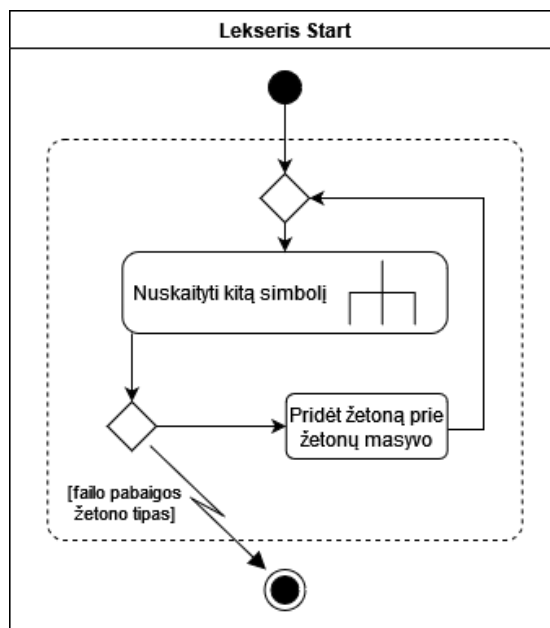 Lekseris Start
Nuskaityti kitą simbolį
Pridėt žetoną prie
žetonų masyvo
[failo pabaigos
žetono tipas]